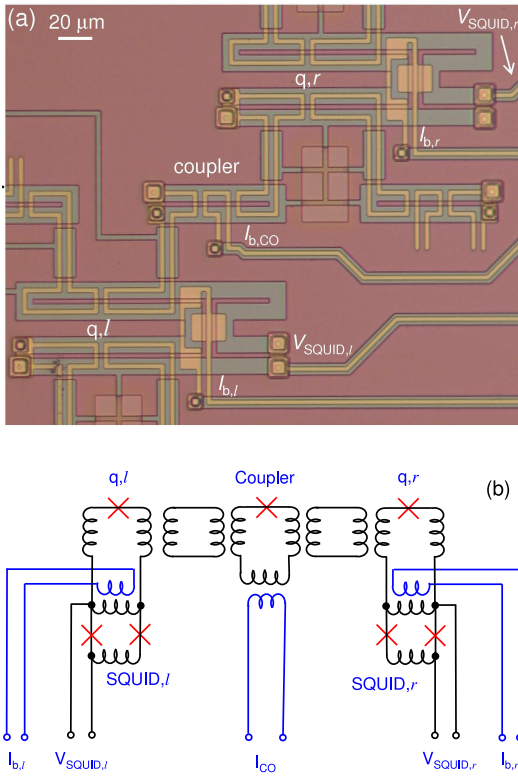 (a)
20 μm
V_SQUID,r
q,r
I_b,r
coupler
I_b,CO
q,l
V_SQUID,l
I_b,l
q,l
Coupler
q,r
(b)
SQUID,l
SQUID,r
I_b,l
V_SQUID,l
I_CO
V_SQUID,r
I_b,r